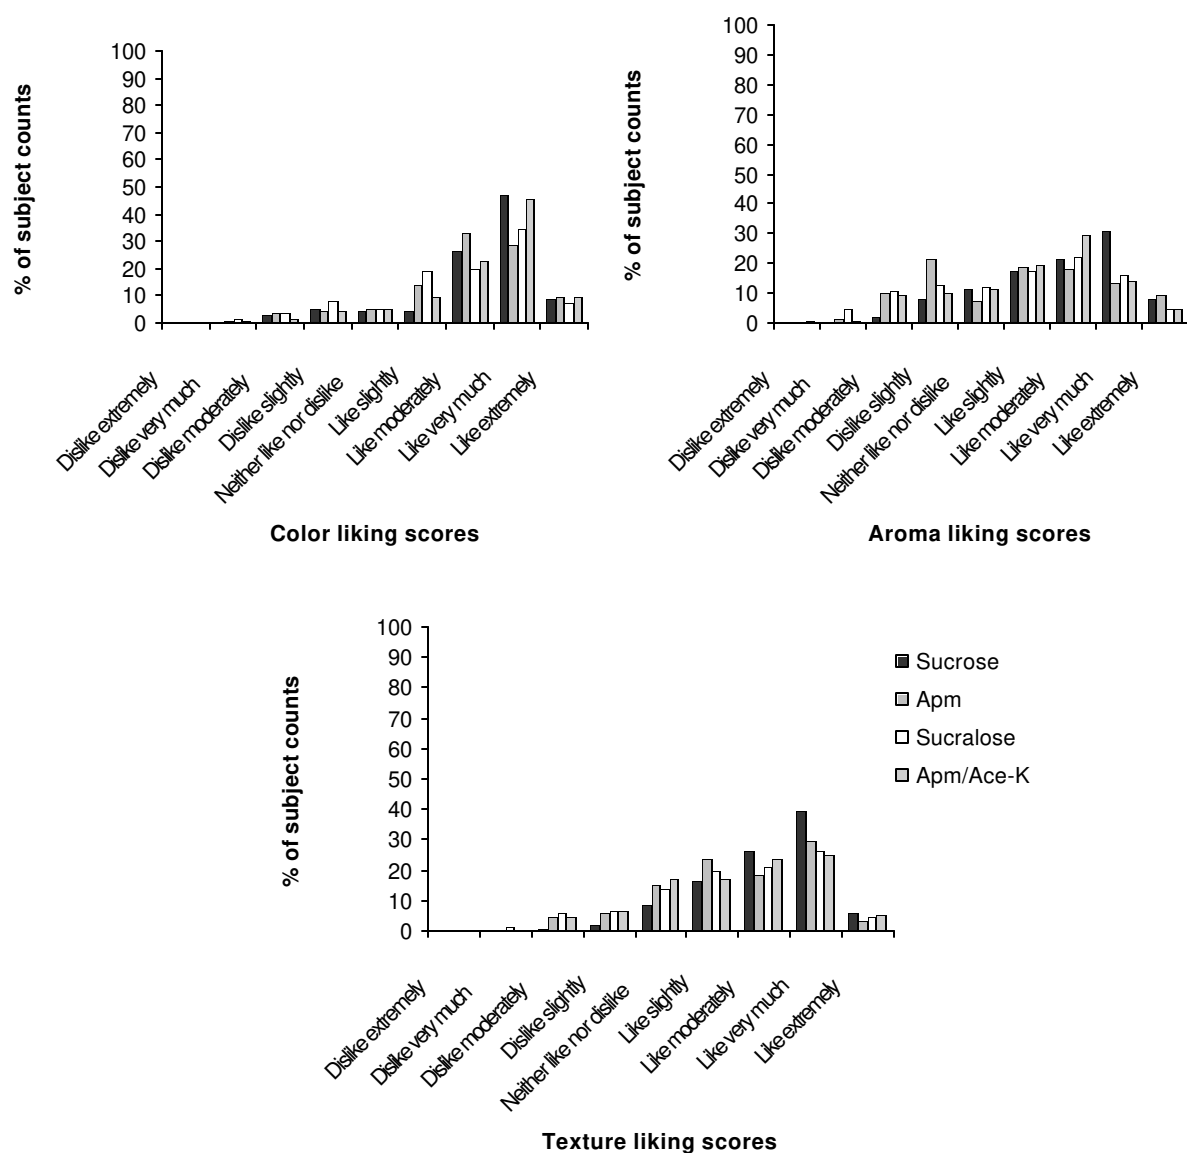 % of subject counts
100
90
80
70
60
50
40
30
20
10
0
Dislike extremely
Dislike very much
Dislike moderately
Dislike slightly
Neither like nor dislike
Like slightly
Like moderately
Like very much
Like extremely
Color liking scores
% of subject counts
100
90
80
70
60
50
40
30
20
10
0
Dislike extremely
Dislike very much
Dislike moderately
Dislike slightly
Neither like nor dislike
Like slightly
Like moderately
Like very much
Like extremely
Aroma liking scores
% of subject counts
100
90
80
70
60
50
40
30
20
10
0
Dislike extremely
Dislike very much
Dislike moderately
Dislike slightly
Neither like nor dislike
Like slightly
Like moderately
Like very much
Like extremely
Texture liking scores
Sucrose
Apm
Sucralose
Apm/Ace-K